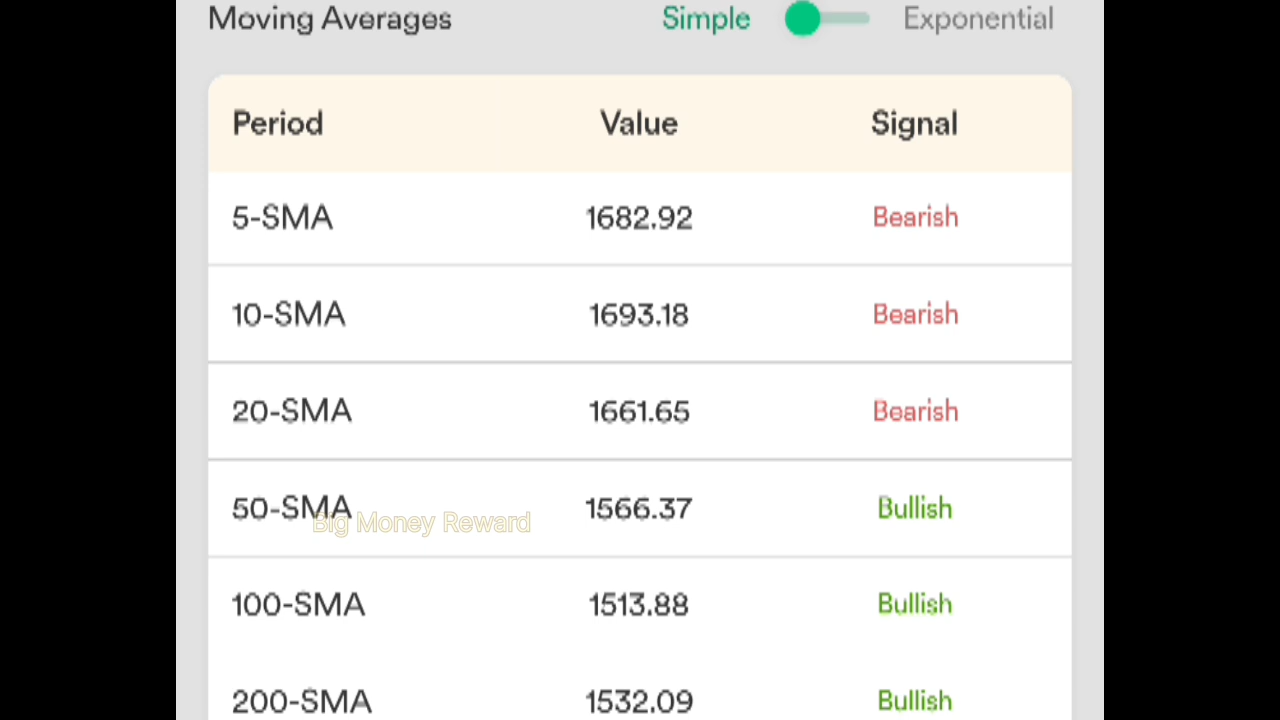 Moving Averages Simple Exponential
Period Value Signal
5-SMA 1682.92 Bearish
10-SMA 1693.18 Bearish
20-SMA 1661.65 Bearish
50-SMA 1566.37 Bullish
Big Money Reward
100-SMA 1513.88 Bullish
200-SMA 1532.09 Bullish